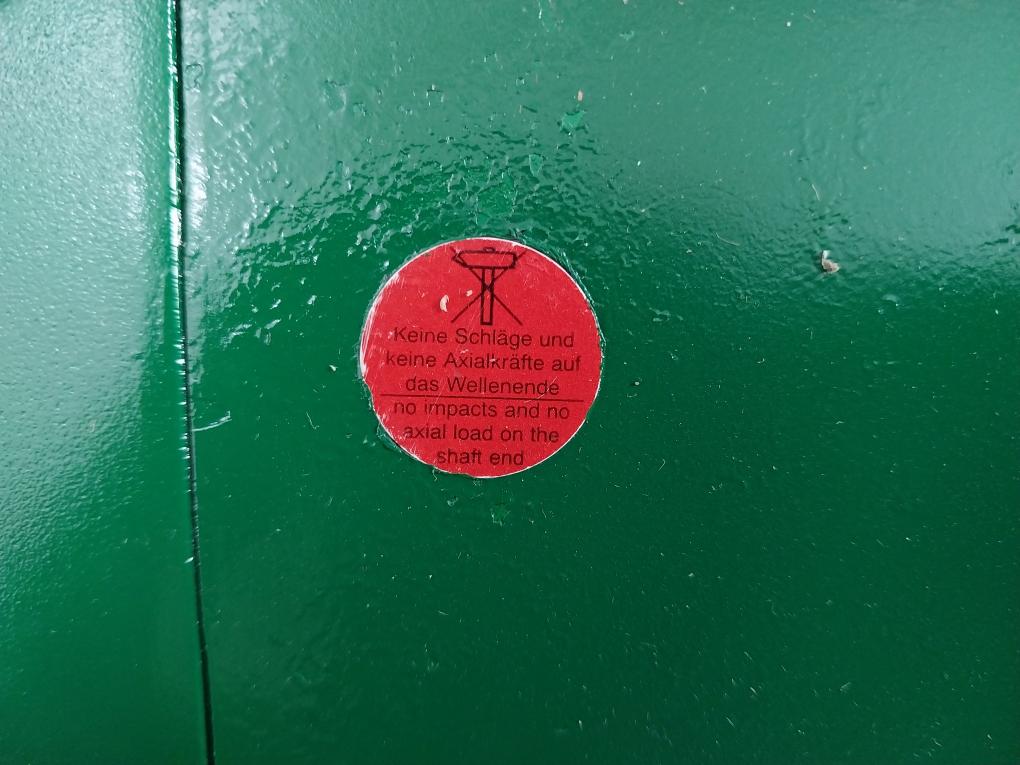 Keine Schläge und
keine Axialkräfte auf
das Wellenende
no impacts and no
axial load on the
shaft end